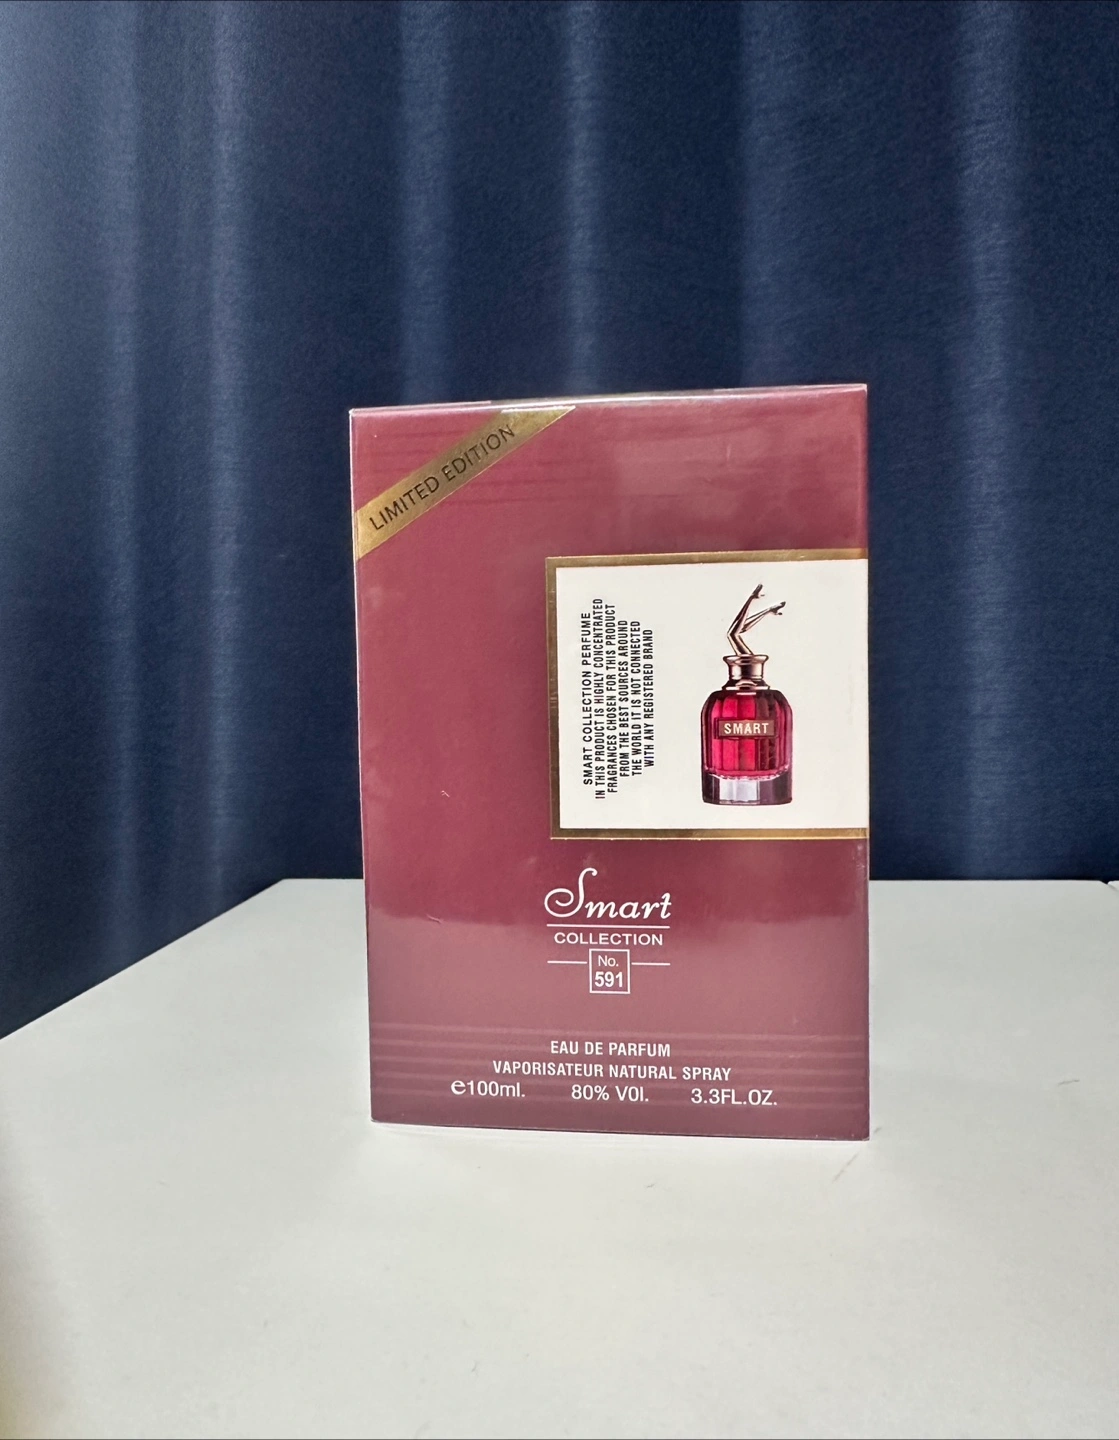 LIMITED EDITION
SMART COLLECTION PERFUME
IN THIS PRODUCT IS HIGHLY CONCENTRATED
FRAGRANCES CHOSEN FOR THIS PRODUCT
FROM THE BEST SOURCES AROUND
THE WORLD IT IS NOT CONNECTED
WITH ANY REGISTERED BRAND
SMART
Smart
COLLECTION
No.
591
EAU DE PARFUM
VAPORISATEUR NATURAL SPRAY
e100ml. 80% VOl. 3.3FL.OZ.